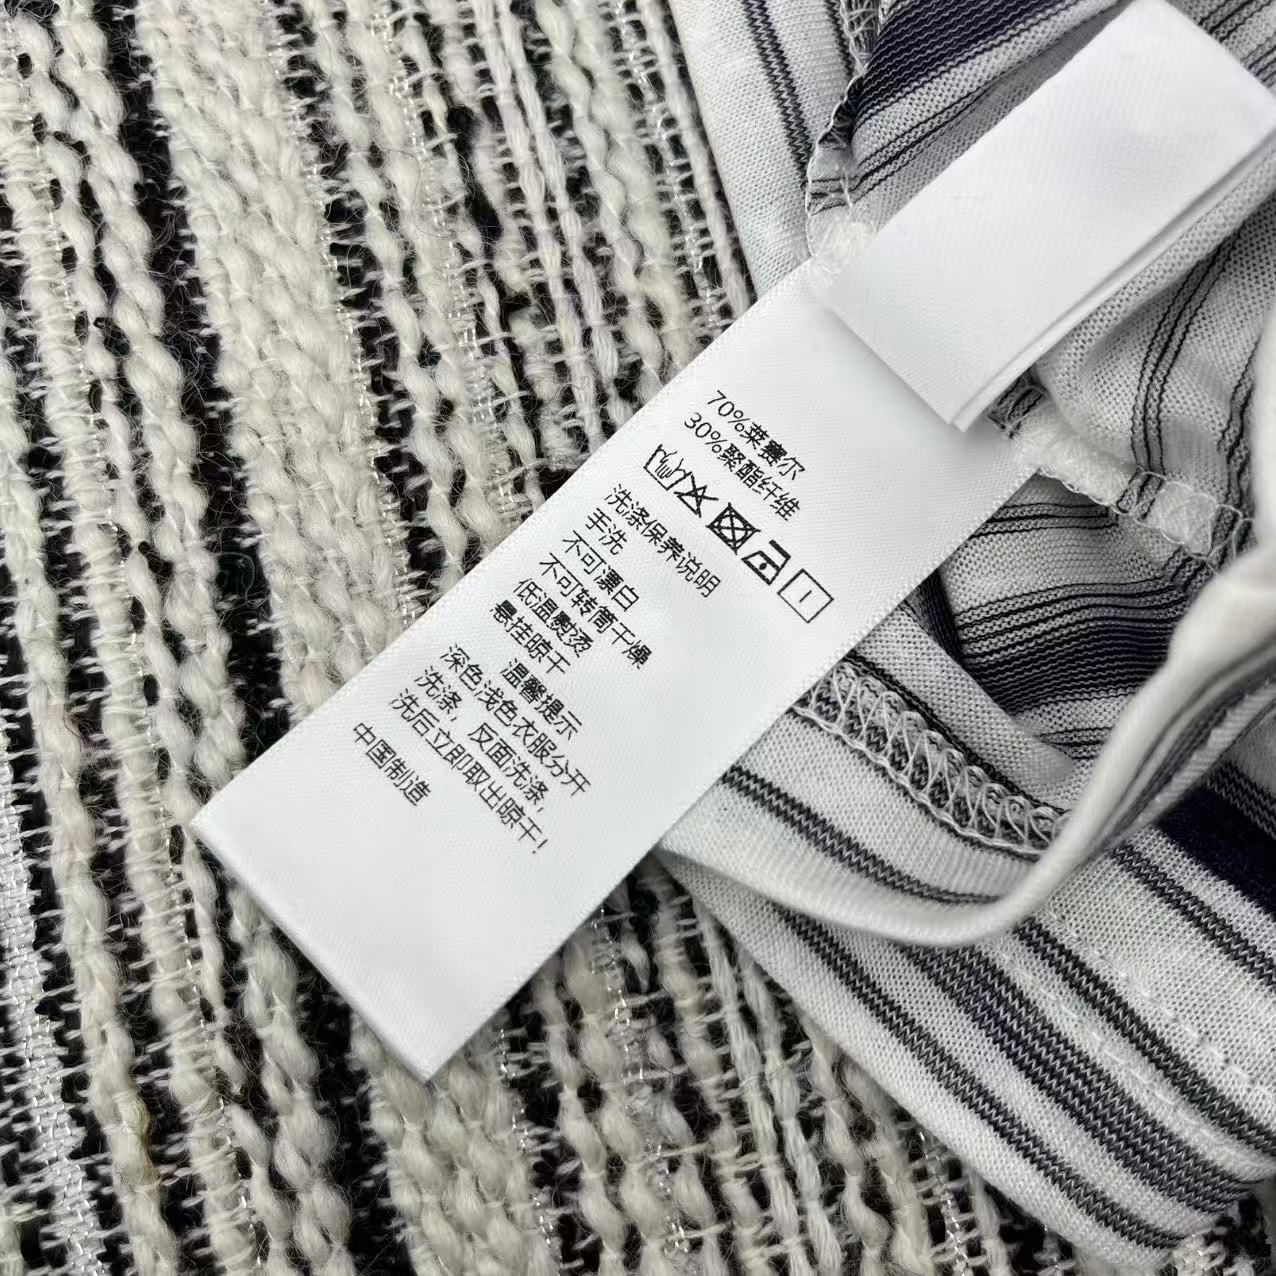 70%莱赛尔
30%聚酯纤维
洗涤保养说明
手洗
不可漂白
不可转筒干燥
低温熨烫
悬挂晾干
温馨提示
深色,浅色衣服分开
洗涤，反面洗涤，
洗后立即取出晾干！
中国制造